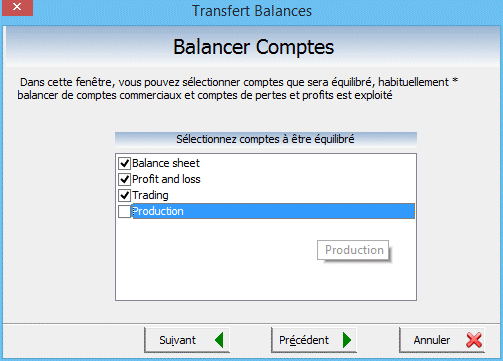 Transfert Balances
Balancer Comptes
Dans cette fenêtre, vous pouvez sélectionner comptes que sera équilibré, habituellement *
balancer de comptes commerciaux et comptes de pertes et profits est exploité
Sélectionnez comptes à être équilibré
Balance sheet
Profit and loss
Trading
Production
Production
Suivant
Précédent
Annuler